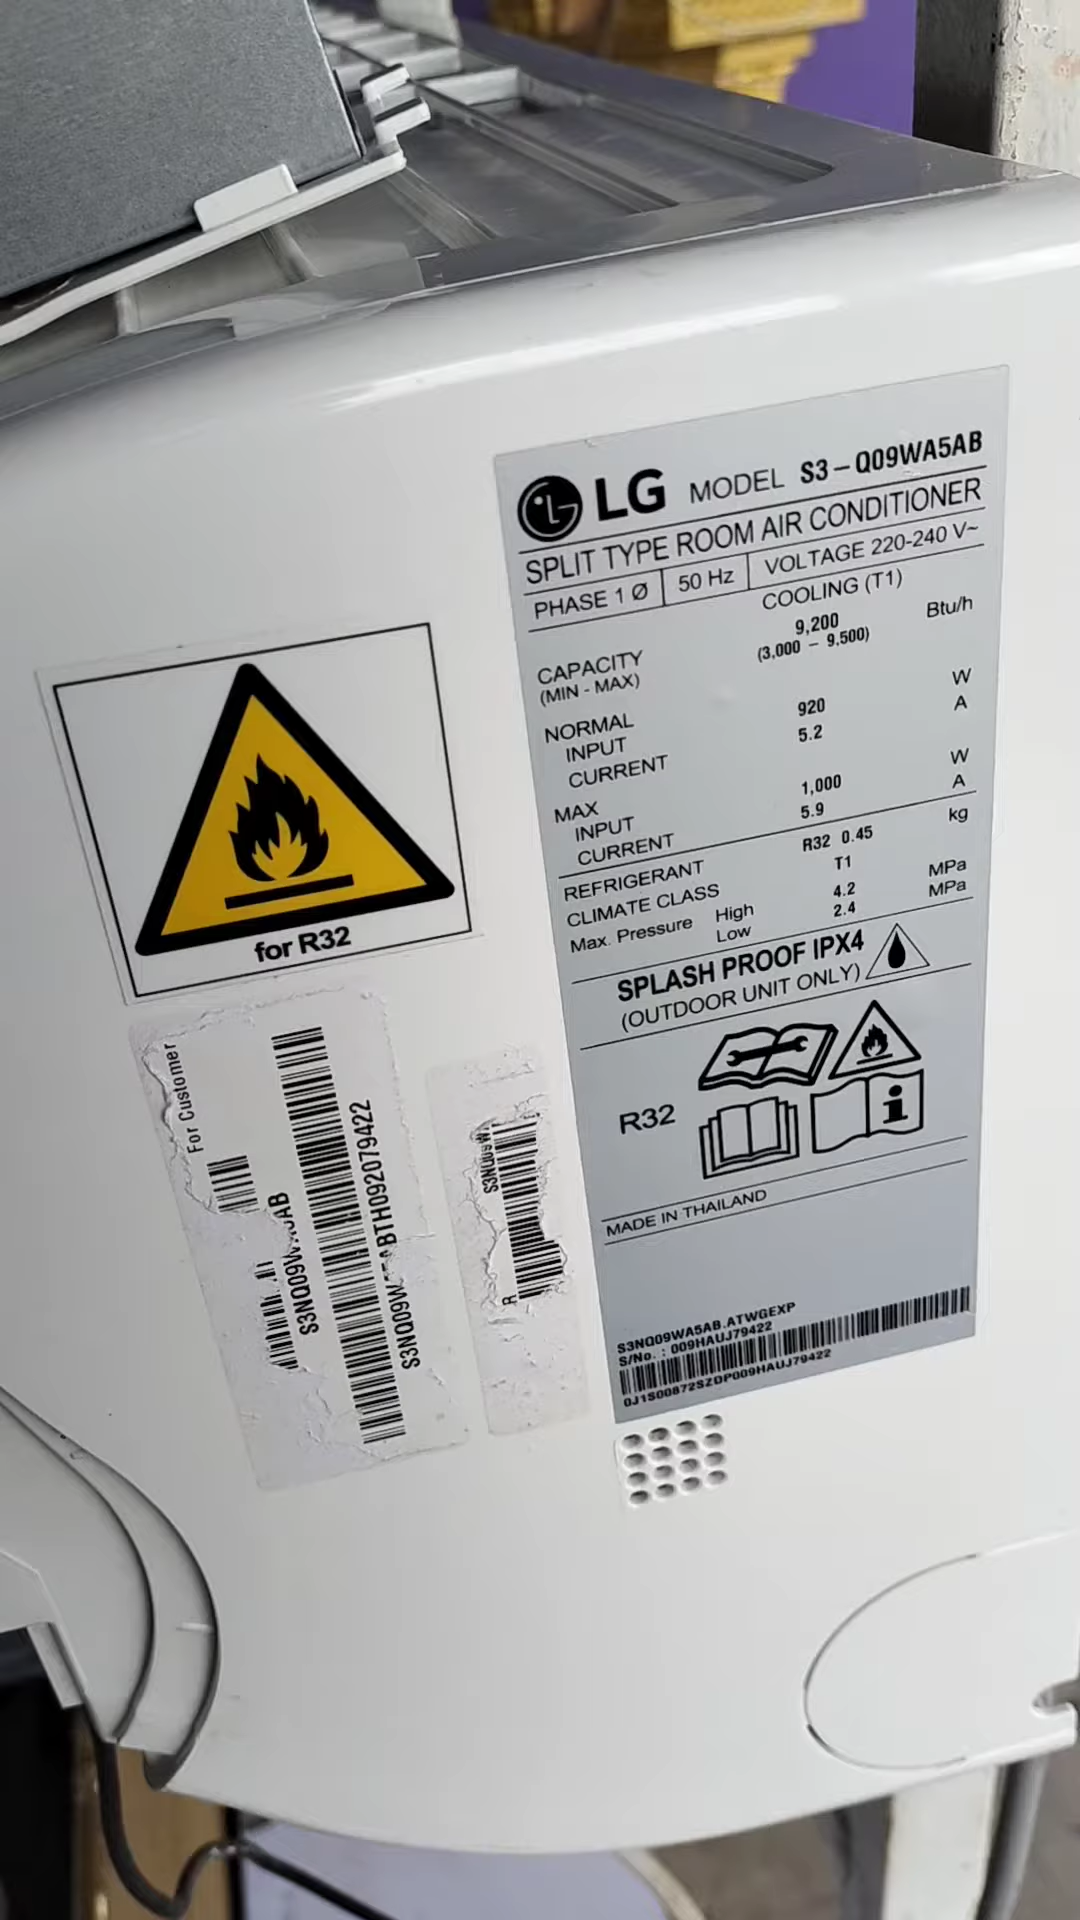 LG MODEL S3-Q09WA5AB
SPLIT TYPE ROOM AIR CONDITIONER
PHASE 1 Ø 50 Hz VOLTAGE 220-240 V~
COOLING (T1)
CAPACITY 9,200 Btu/h
(MIN - MAX) (3,000 - 9,500)
NORMAL
INPUT 920 W
CURRENT 5.2 A
MAX
INPUT 1,000 W
CURRENT 5.9 A
REFRIGERANT R32 0.45 kg
CLIMATE CLASS T1
Max. Pressure High 4.2 MPa
Low 2.4 MPa
SPLASH PROOF IPX4
(OUTDOOR UNIT ONLY)
R32
MADE IN THAILAND
S3NQ09WA5AB.ATWGEXP
S/No. : 009HAUJ79422
0J1S00872SZDP009HAUJ79422
for R32
For Customer